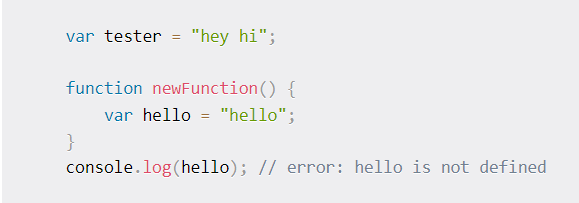 var tester = "hey hi";
function newFunction() {
var hello = "hello";
}
console.log(hello); // error: hello is not defined